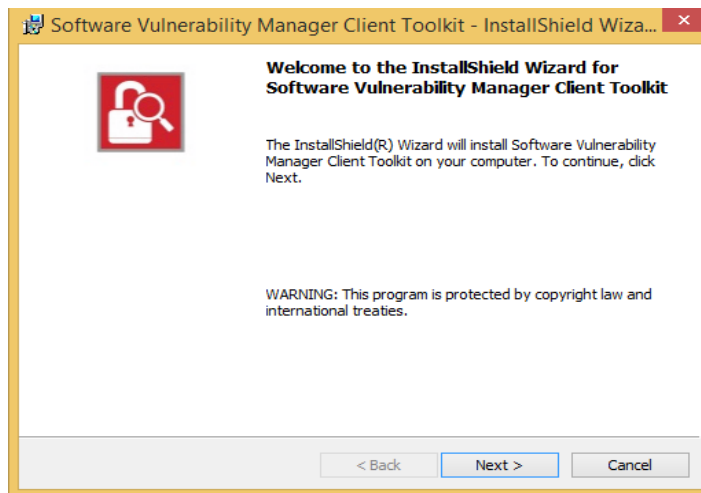 Software Vulnerability Manager Client Toolkit - InstallShield Wiza...
Welcome to the InstallShield Wizard for
Software Vulnerability Manager Client Toolkit
The InstallShield(R) Wizard will install Software Vulnerability
Manager Client Toolkit on your computer. To continue, click
Next.
WARNING: This program is protected by copyright law and
international treaties.
< Back
Next >
Cancel